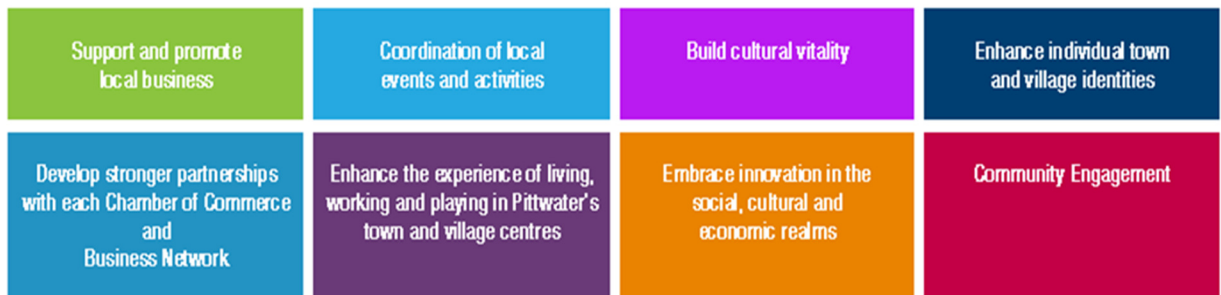 Support and promote
local business
Coordination of local
events and activities
Build cultural vitality
Enhance individual town
and village identities
Develop stronger partnerships
with each Chamber of Commerce
and
Business Network
Enhance the experience of living,
working and playing in Pittwater's
town and village centres
Embrace innovation in the
social, cultural and
economic realms
Community Engagement